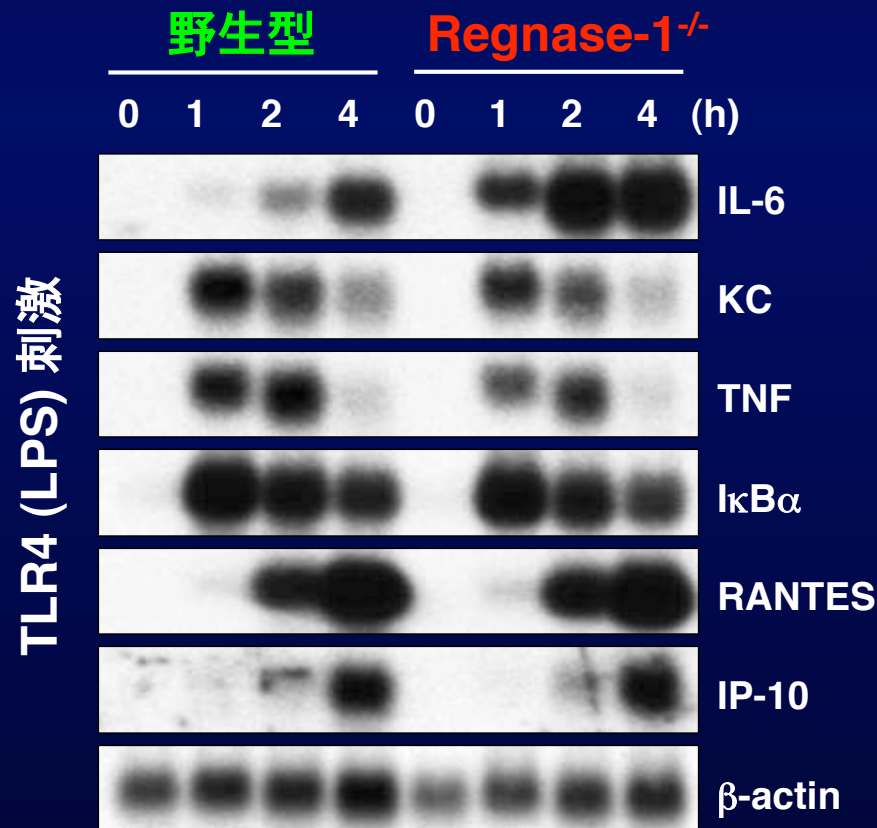 野生型 Regnase-1-/-
0 1 2 4 0 1 2 4 (h)
TLR4 (LPS) 刺激
IL-6
KC
TNF
IκBα
RANTES
IP-10
β-actin